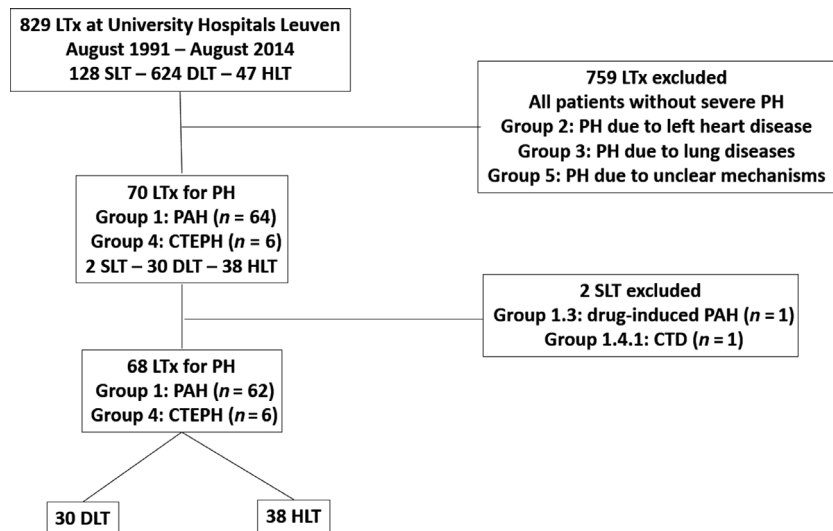 829 LTx at University Hospitals Leuven
August 1991 – August 2014
128 SLT – 624 DLT – 47 HLT
759 LTx excluded
All patients without severe PH
Group 2: PH due to left heart disease
Group 3: PH due to lung diseases
Group 5: PH due to unclear mechanisms
70 LTx for PH
Group 1: PAH (n = 64)
Group 4: CTEPH (n = 6)
2 SLT – 30 DLT – 38 HLT
2 SLT excluded
Group 1.3: drug-induced PAH (n = 1)
Group 1.4.1: CTD (n = 1)
68 LTx for PH
Group 1: PAH (n = 62)
Group 4: CTEPH (n = 6)
30 DLT
38 HLT